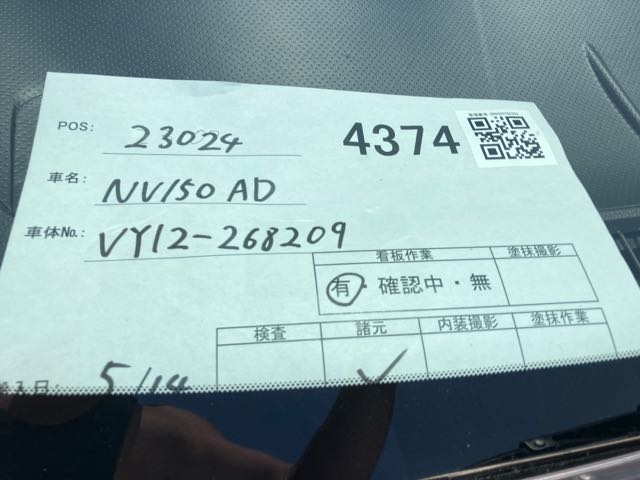 POS: 23024
4374
車名: NV150 AD
車体No.: VY12-268209
看板作業 塗抹撮影
有・確認中・無
検査 諸元 内装撮影 塗抹作業
入日: 5/14